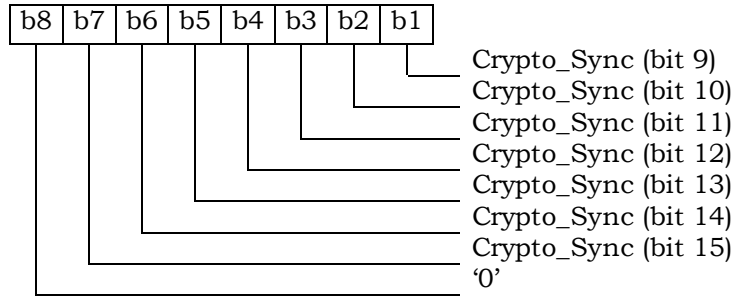 b8 b7 b6 b5 b4 b3 b2 b1
Crypto_Sync (bit 9)
Crypto_Sync (bit 10)
Crypto_Sync (bit 11)
Crypto_Sync (bit 12)
Crypto_Sync (bit 13)
Crypto_Sync (bit 14)
Crypto_Sync (bit 15)
‘0’